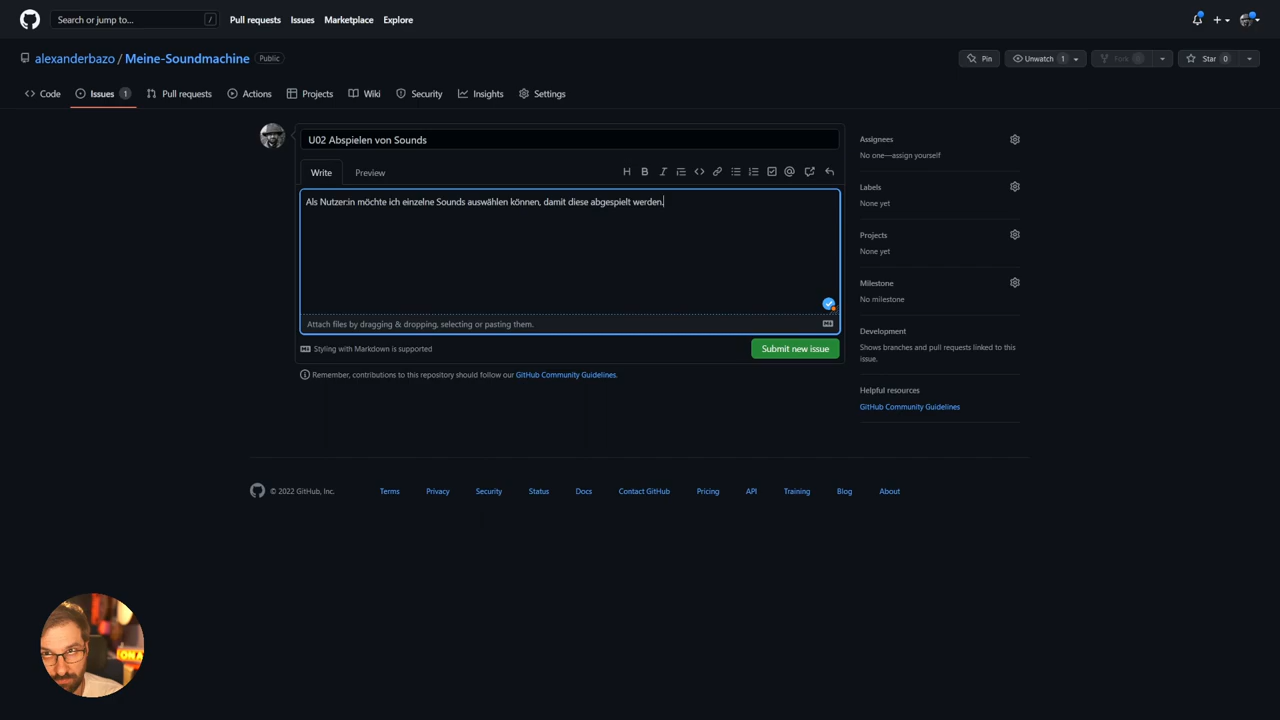 Search or jump to... /
Pull requests Issues Marketplace Explore
alexanderbazo / Meine-Soundmachine Public
Pin Unwatch 1 Fork 0 Star 0
Code Issues 1 Pull requests Actions Projects Wiki Security Insights Settings
U02 Abspielen von Sounds
Write Preview
Als Nutzer:in möchte ich einzelne Sounds auswählen können, damit diese abgespielt werden.
Attach files by dragging & dropping, selecting or pasting them.
Styling with Markdown is supported
Submit new issue
Remember, contributions to this repository should follow our GitHub Community Guidelines.
Assignees
No one—assign yourself
Labels
None yet
Projects
None yet
Milestone
No milestone
Development
Shows branches and pull requests linked to this
issue.
Helpful resources
GitHub Community Guidelines
© 2022 GitHub, Inc. Terms Privacy Security Status Docs Contact GitHub Pricing API Training Blog About